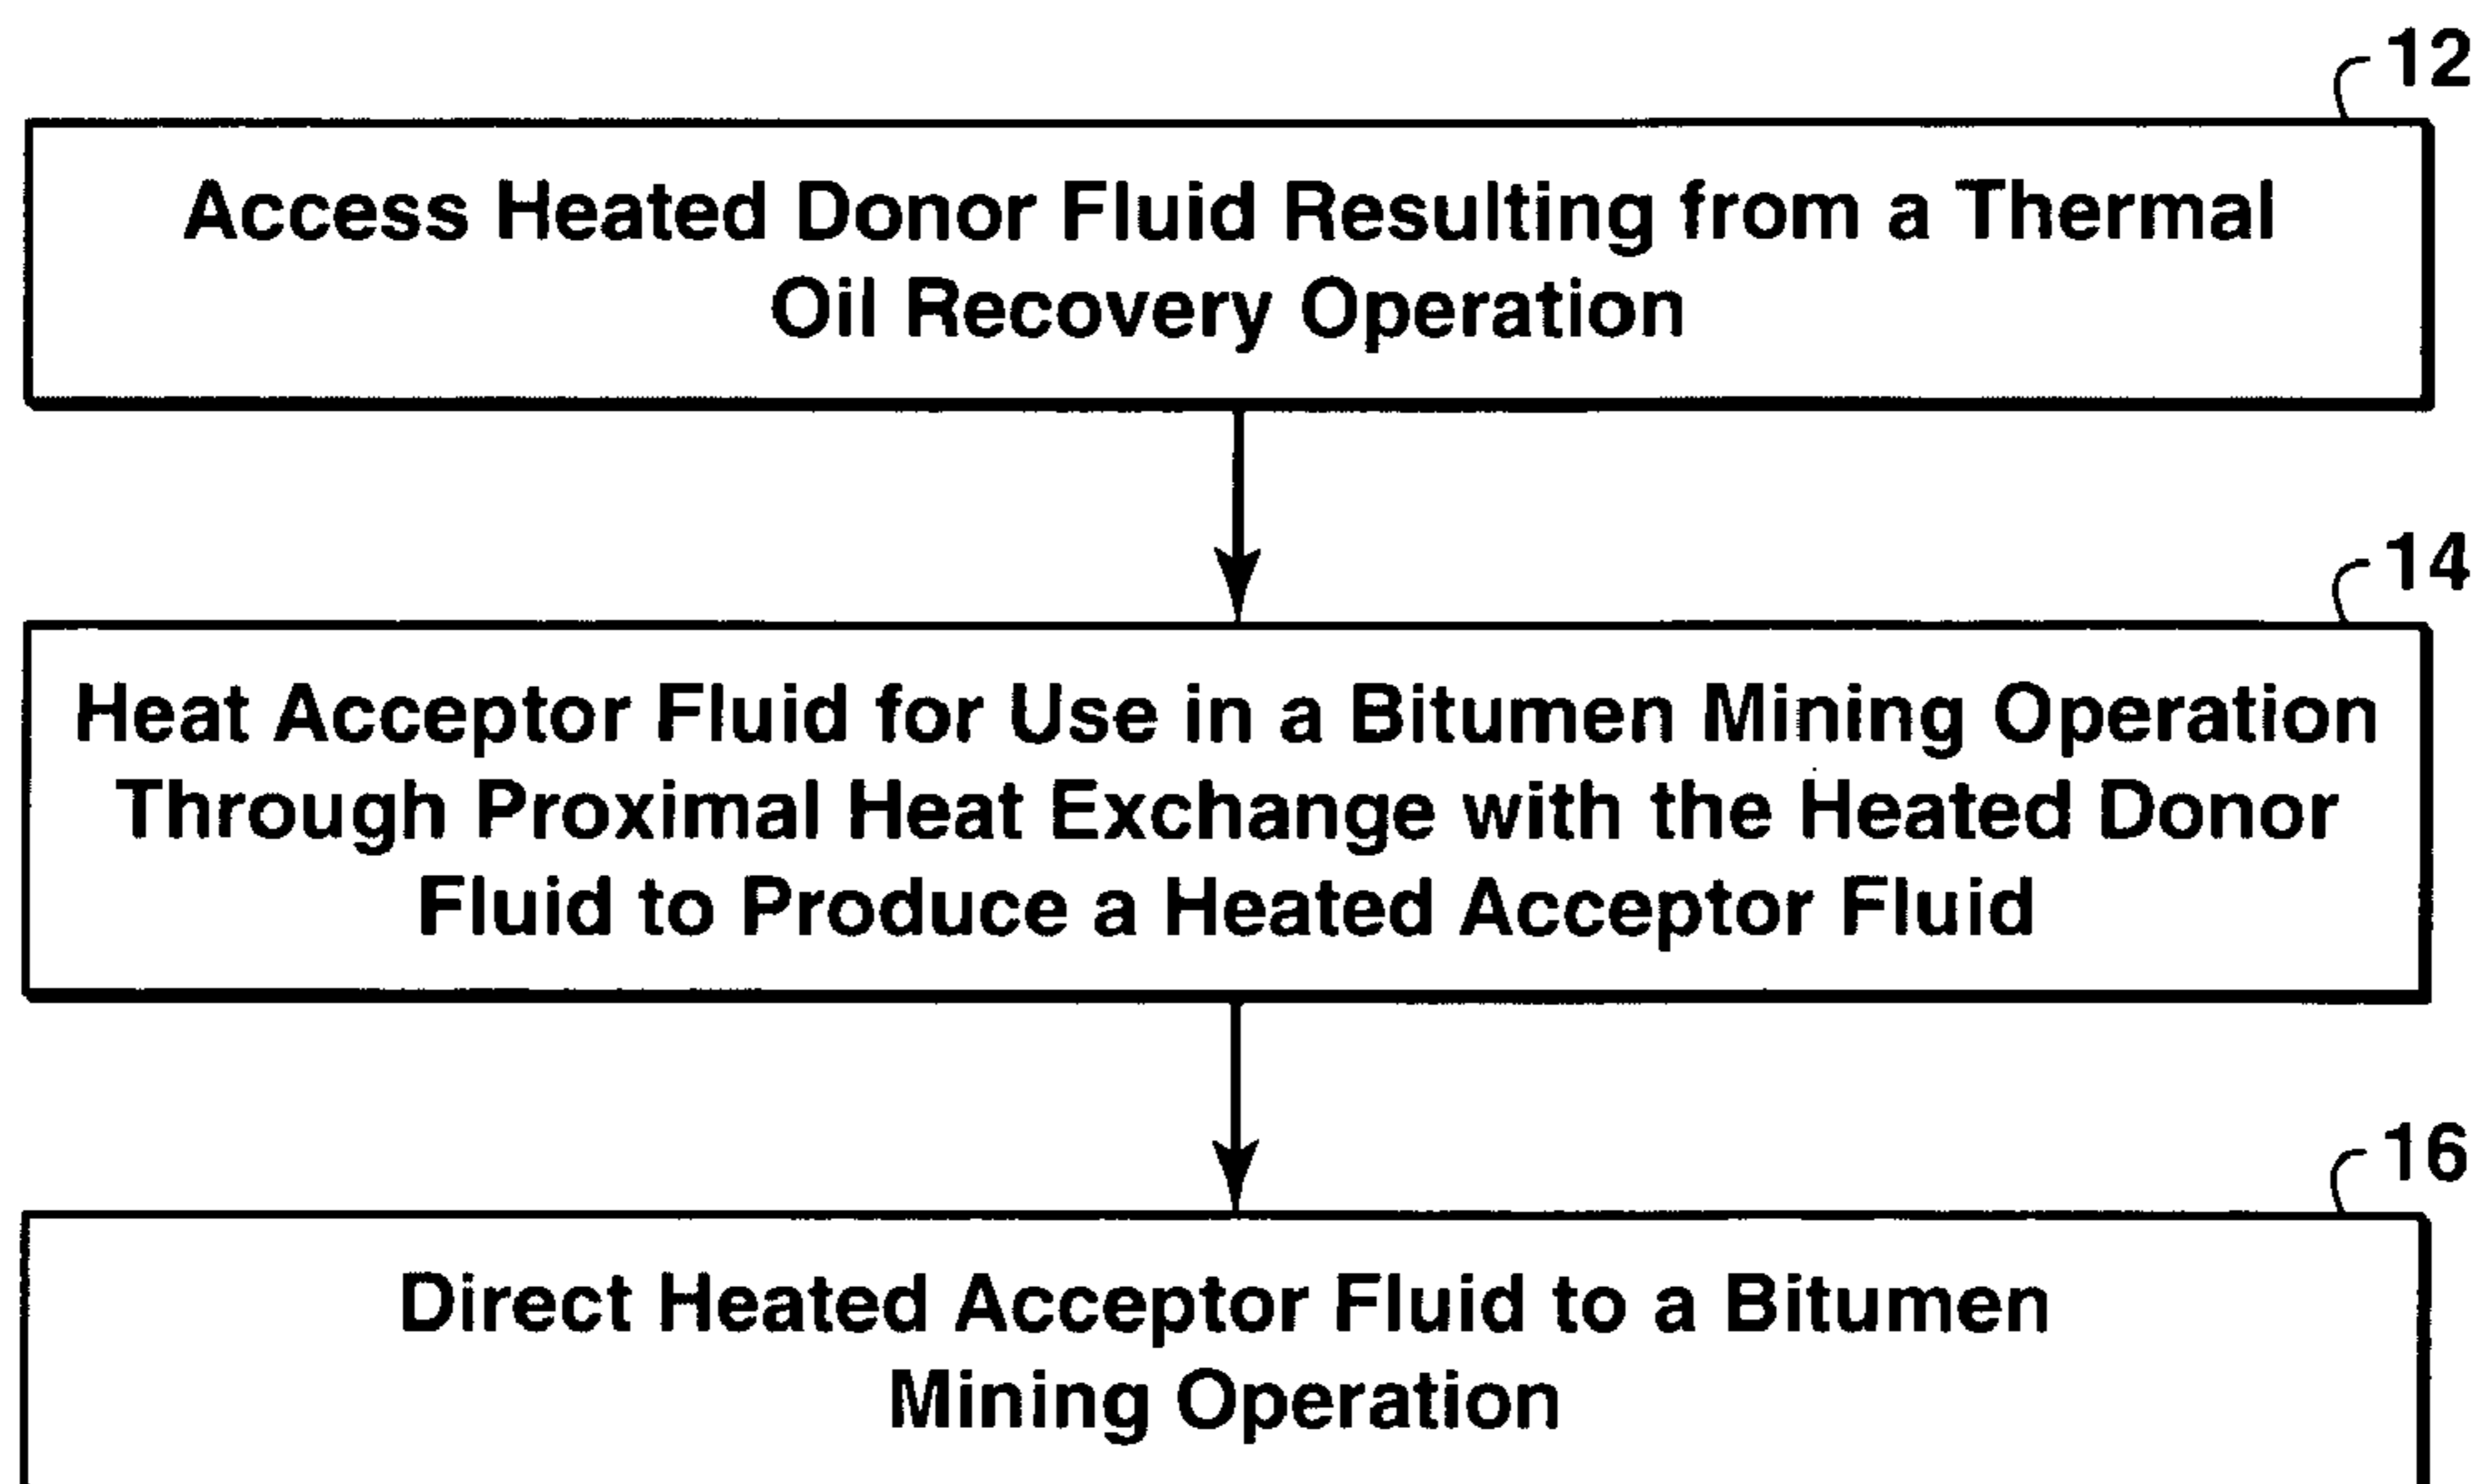 12
Access Heated Donor Fluid Resulting from a Thermal
Oil Recovery Operation
14
Heat Acceptor Fluid for Use in a Bitumen Mining Operation
Through Proximal Heat Exchange with the Heated Donor
Fluid to Produce a Heated Acceptor Fluid
16
Direct Heated Acceptor Fluid to a Bitumen
Mining Operation